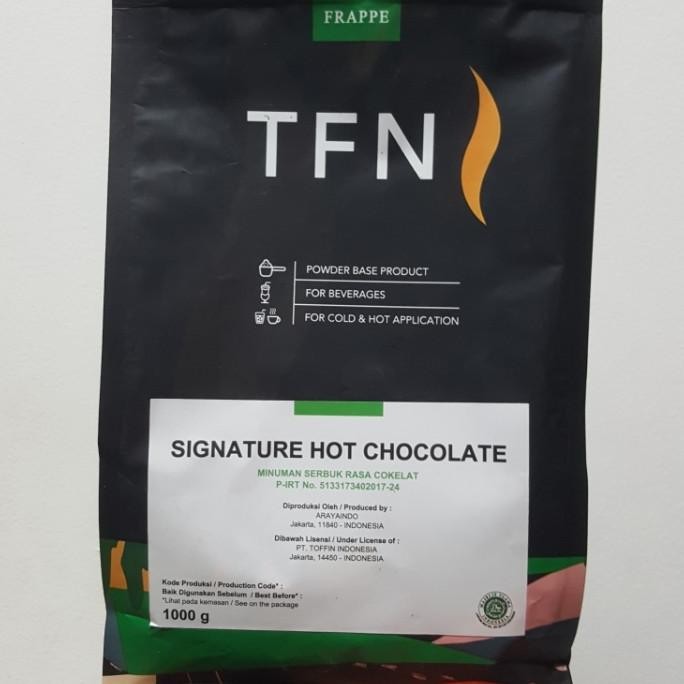 FRAPPE
TFN
POWDER BASE PRODUCT
FOR BEVERAGES
FOR COLD & HOT APPLICATION
SIGNATURE HOT CHOCOLATE
MINUMAN SERBUK RASA COKELAT
P-IRT No. 5133173402017-24
Diproduksi Oleh / Produced by :
ARAYAINDO
Jakarta, 11840 - INDONESIA
Dibawah Lisensi / Under License of :
PT. TOFFIN INDONESIA
Jakarta, 14450 - INDONESIA
Kode Produksi / Production Code* :
Baik Digunakan Sebelum / Best Before* :
*Lihat pada kemasan / See on the package
1000 g